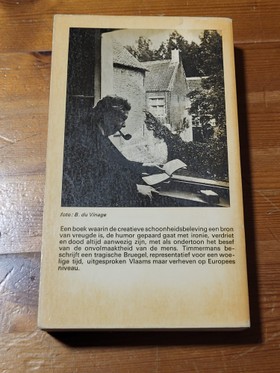 foto: B. du Vinage
Een boek waarin de creatieve schoonheidsbeleving een bron
van vreugde is, de humor gepaard gaat met ironie, verdriet
en dood altijd aanwezig zijn, met als ondertoon het besef
van de onvolmaaktheid van de mens. Timmermans be-
schrijft een tragische Bruegel, representatief voor een woe-
lige tijd, uitgesproken Vlaams maar verheven op Europees
niveau.